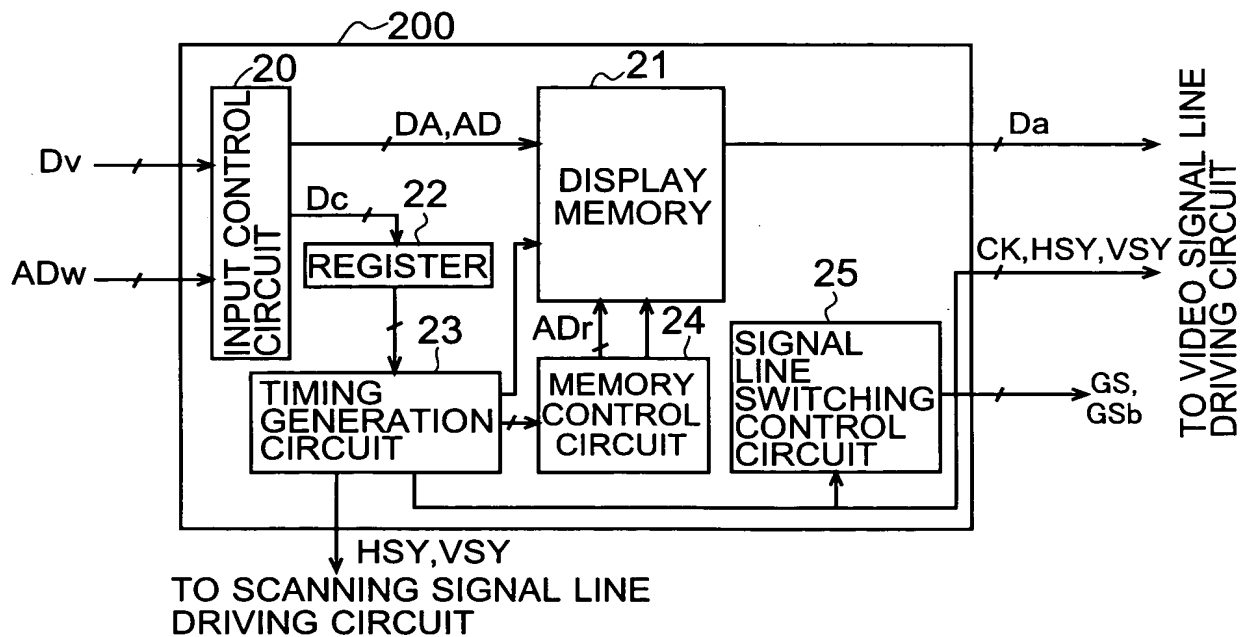 200
20
21
INPUT CONTROL
CIRCUIT
Dv
ADw
DA,AD
Dc
22
REGISTER
DISPLAY
MEMORY
Da
CK,HSY,VSY
TO VIDEO SIGNAL LINE
DRIVING CIRCUIT
23
TIMING
GENERATION
CIRCUIT
ADr
24
MEMORY
CONTROL
CIRCUIT
25
SIGNAL
LINE
SWITCHING
CONTROL
CIRCUIT
GS,
GSb
HSY,VSY
TO SCANNING SIGNAL LINE
DRIVING CIRCUIT